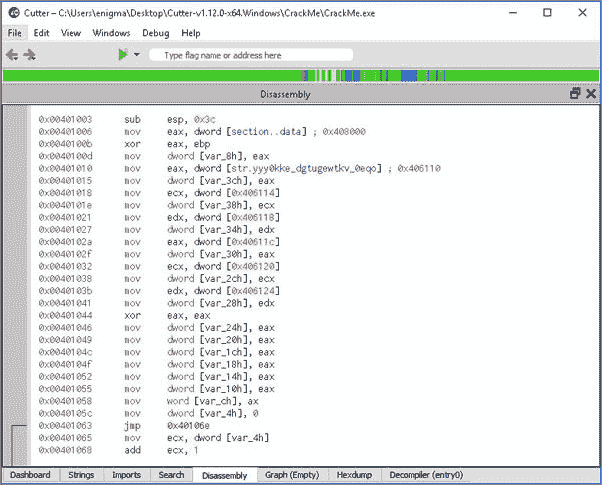 Cutter – C:\Users\enigma\Desktop\Cutter-v1.12.0-x64.Windows\CrackMe\CrackMe.exe
File Edit View Windows Debug Help
Type flag name or address here
Disassembly
0x00401003 sub esp, 0x3c
0x00401006 mov eax, dword [section..data] ; 0x408000
0x0040100b xor eax, ebp
0x0040100d mov dword [var_8h], eax
0x00401010 mov eax, dword [str.yyy0kke_dgtugewtkv_0eqo] ; 0x406110
0x00401015 mov dword [var_3ch], eax
0x00401018 mov ecx, dword [0x406114]
0x0040101e mov dword [var_38h], ecx
0x00401021 mov edx, dword [0x406118]
0x00401027 mov dword [var_34h], edx
0x0040102a mov eax, dword [0x40611c]
0x0040102f mov dword [var_30h], eax
0x00401032 mov ecx, dword [0x406120]
0x00401038 mov dword [var_2ch], ecx
0x0040103b mov edx, dword [0x406124]
0x00401041 mov dword [var_28h], edx
0x00401044 xor eax, eax
0x00401046 mov dword [var_24h], eax
0x00401049 mov dword [var_20h], eax
0x0040104c mov dword [var_1ch], eax
0x0040104f mov dword [var_18h], eax
0x00401052 mov dword [var_14h], eax
0x00401055 mov dword [var_10h], eax
0x00401058 mov word [var_ch], ax
0x0040105c mov dword [var_4h], 0
0x00401063 jmp 0x40106e
0x00401065 mov ecx, dword [var_4h]
0x00401068 add ecx, 1
Dashboard Strings Imports Search Disassembly Graph (Empty) Hexdump Decompiler (entry0)